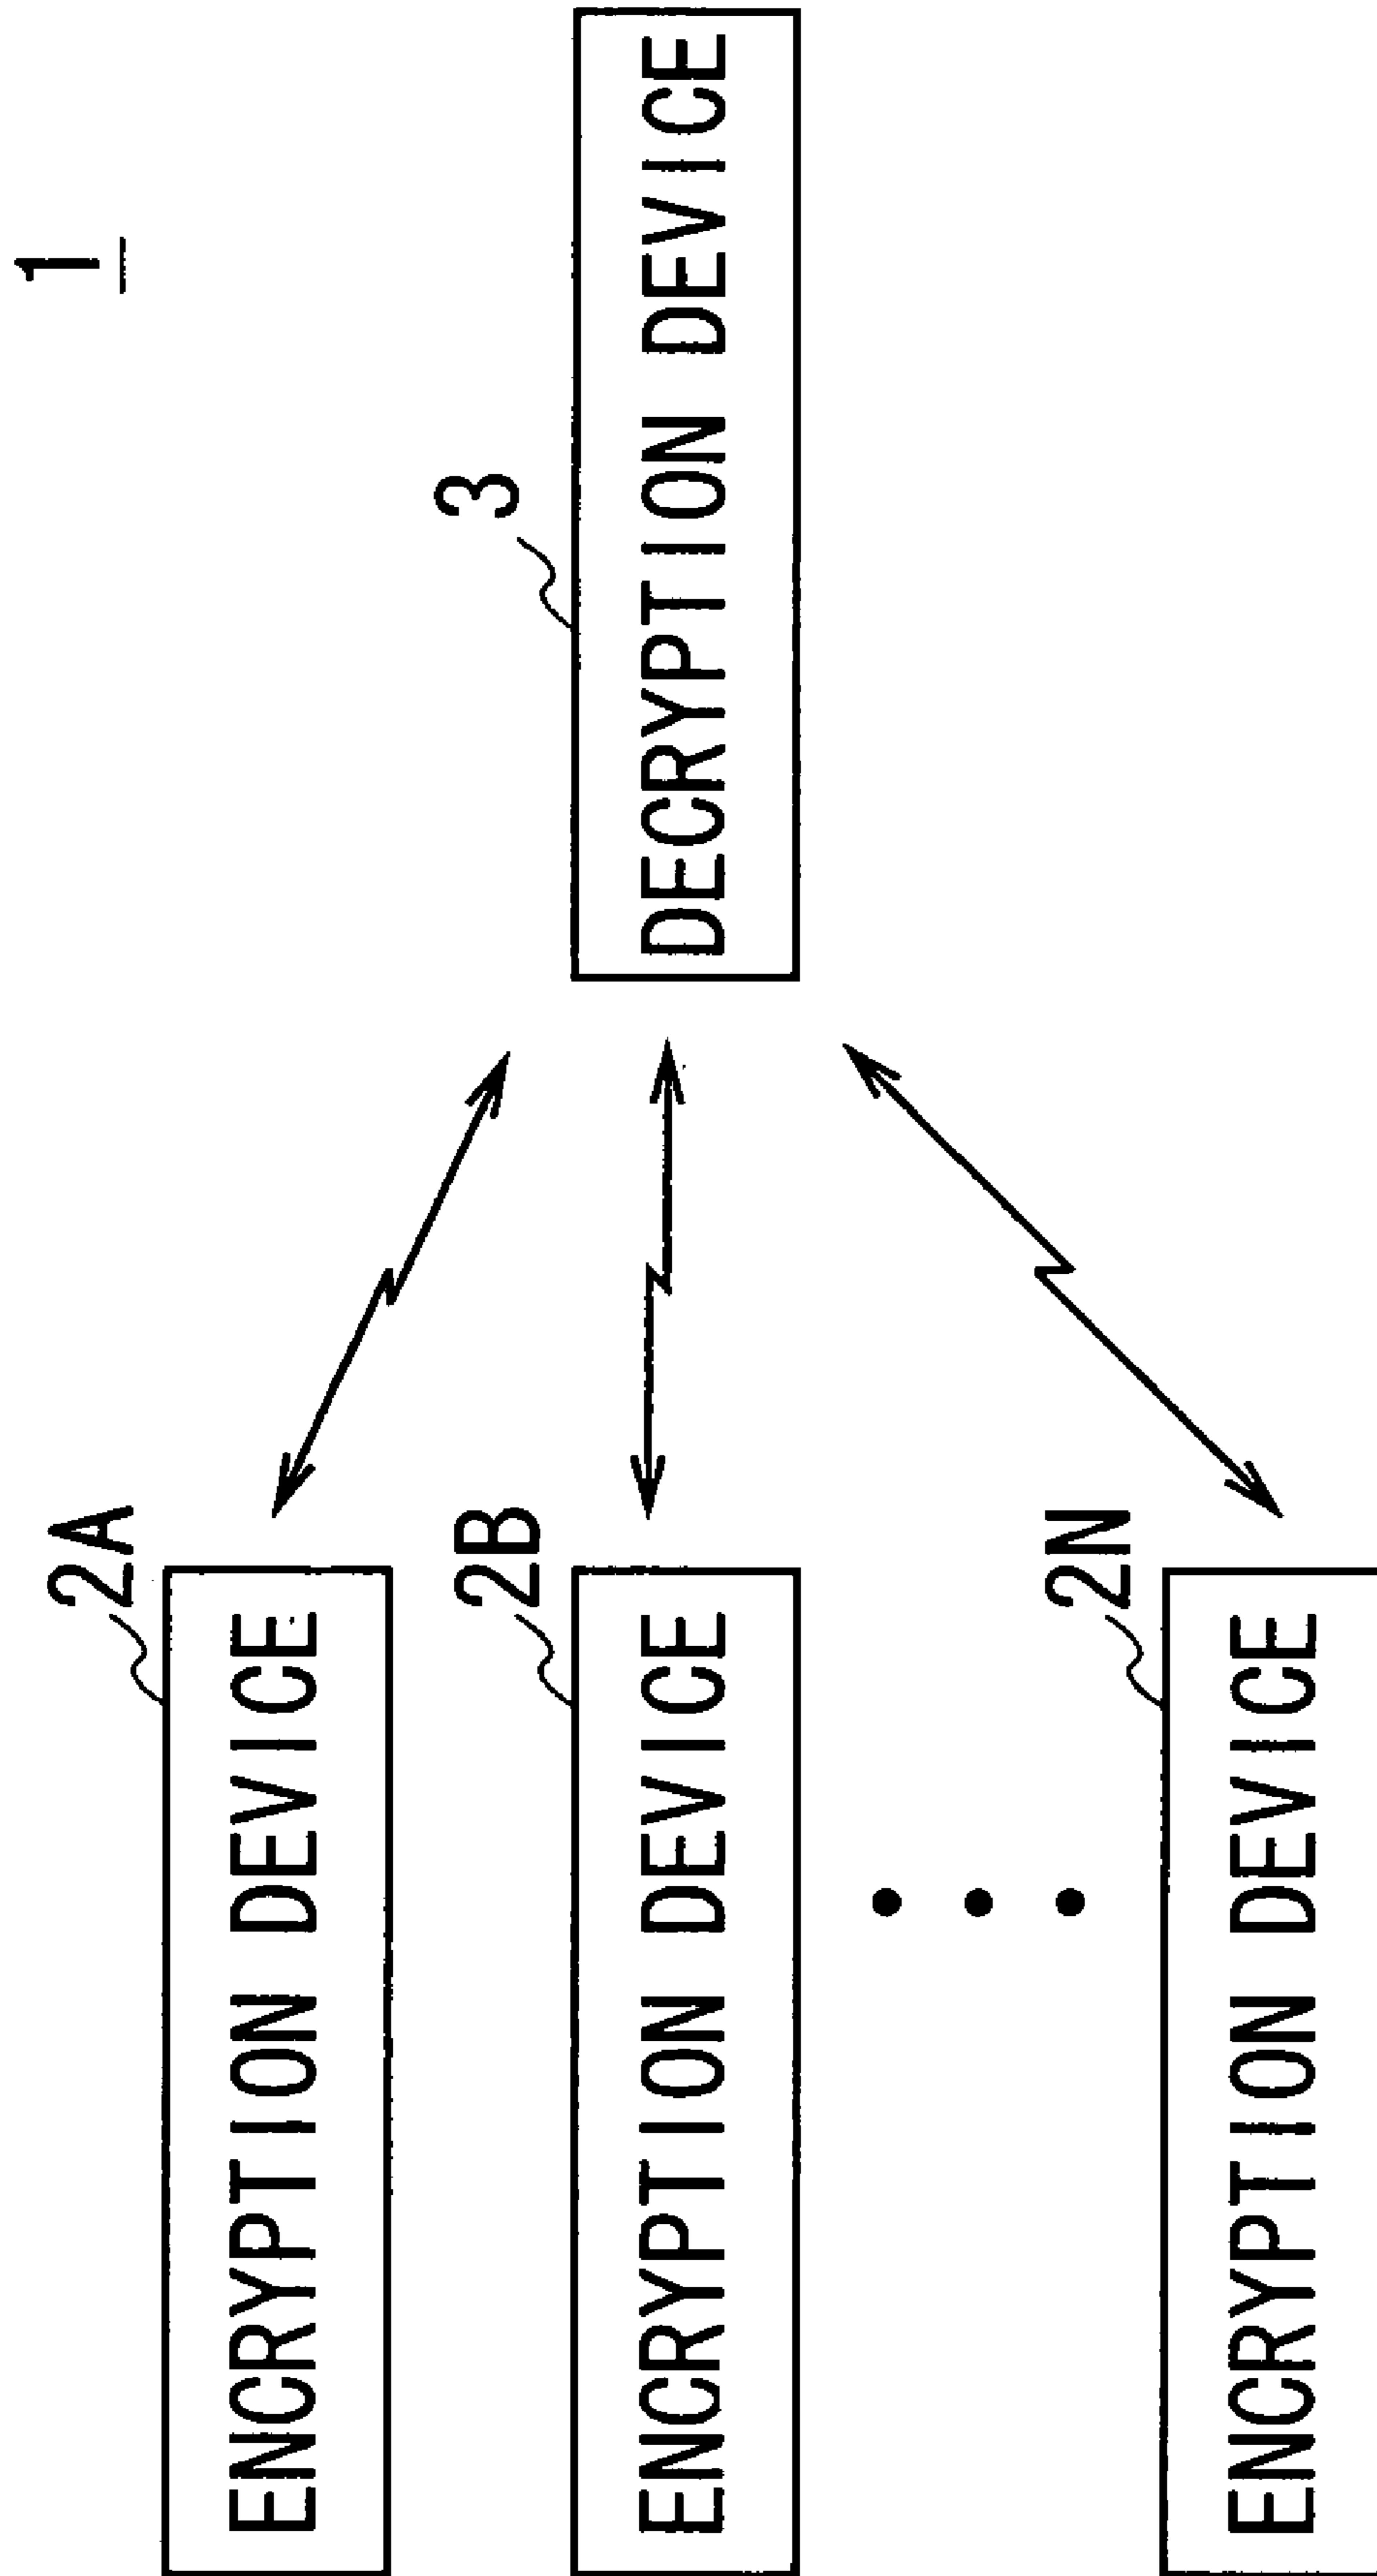 1
2A
ENCRYPTION DEVICE
2B
ENCRYPTION DEVICE
3
DECRYPTION DEVICE
2N
ENCRYPTION DEVICE